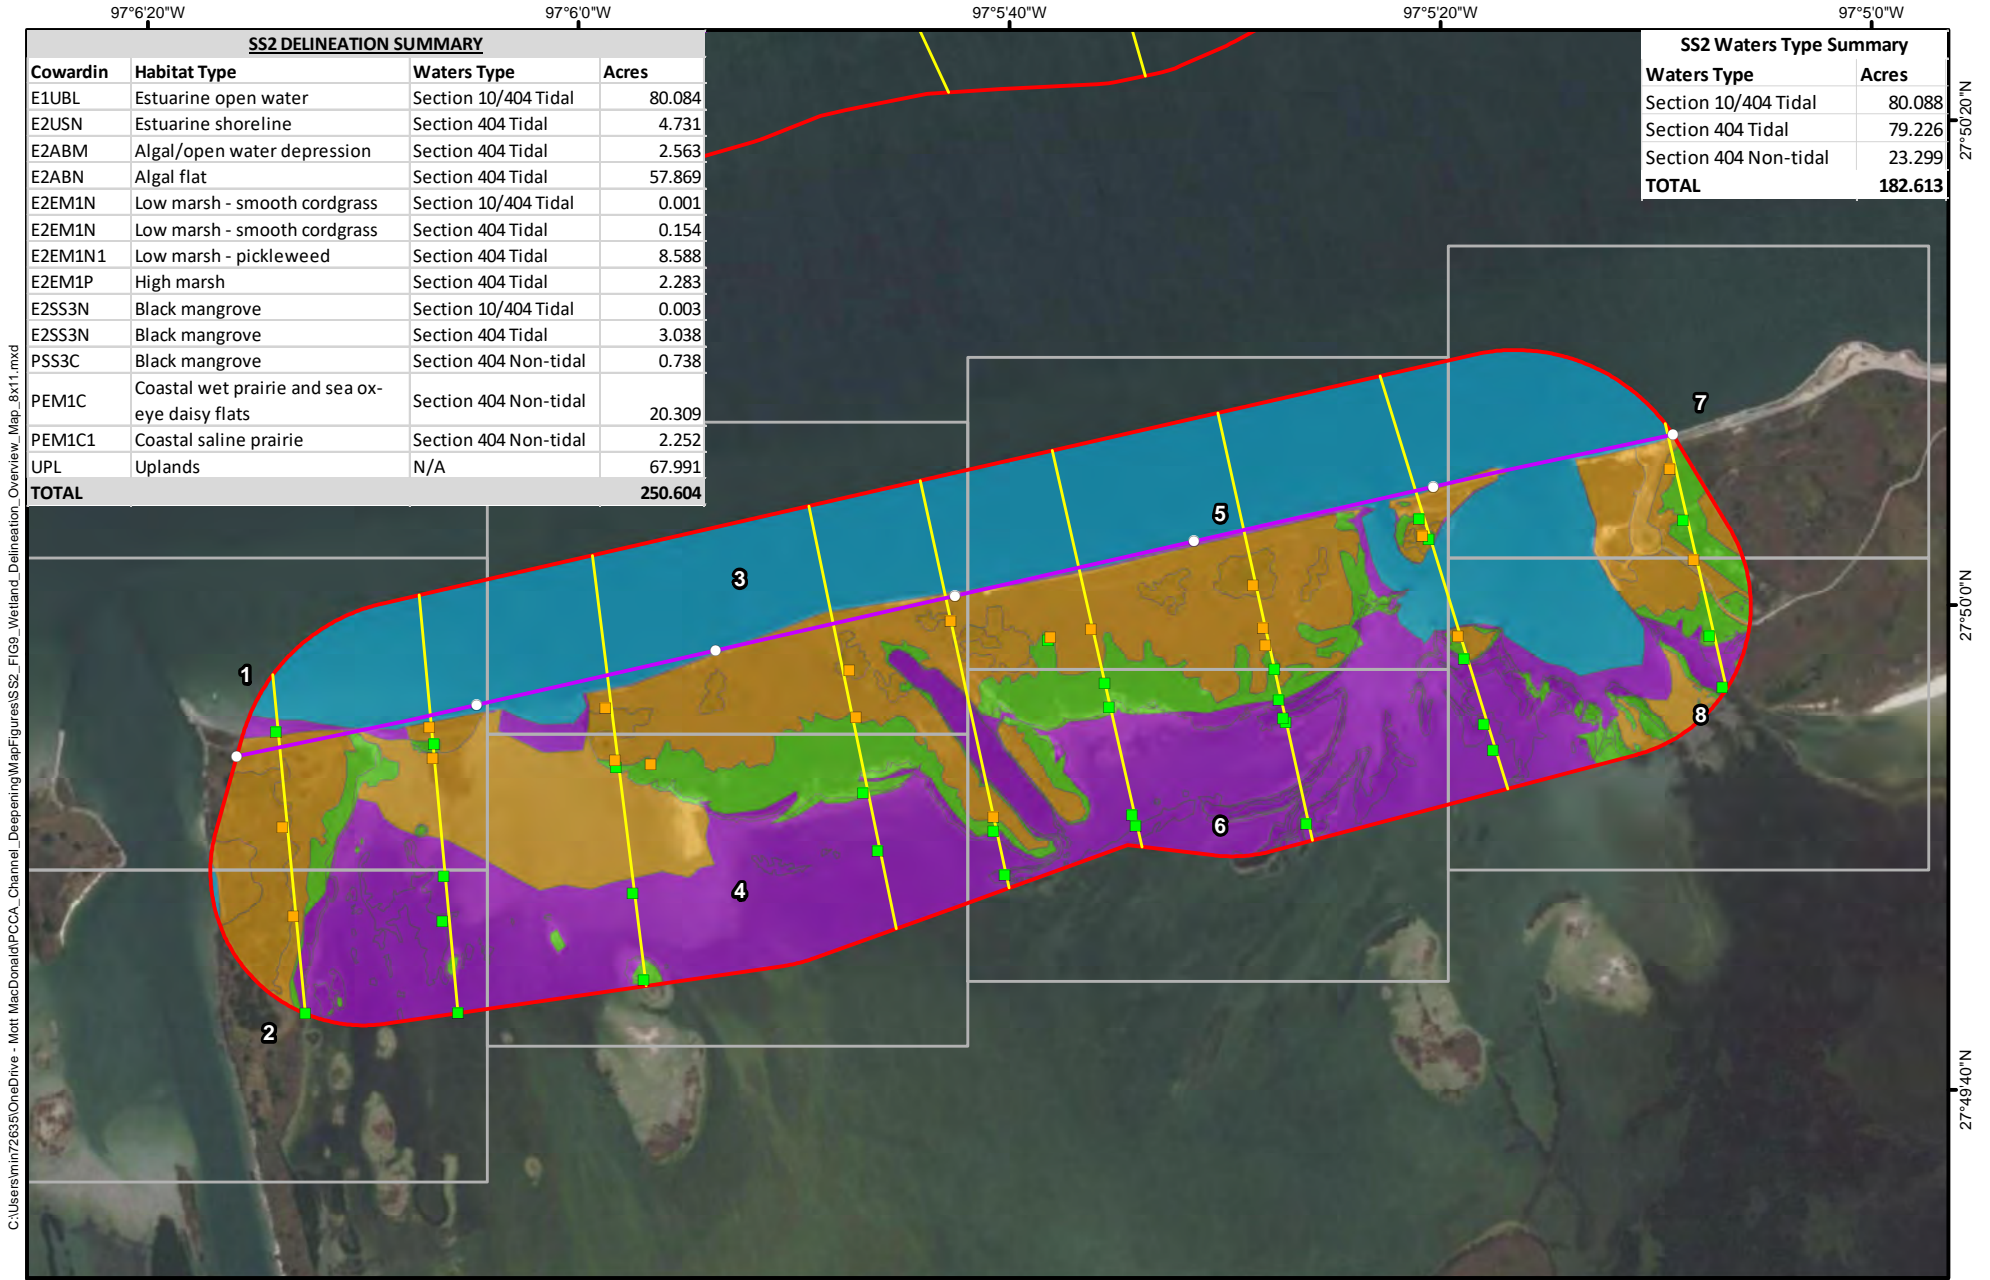 97°6'20"W 97°6'0"W 97°5'40"W 97°5'20"W 97°5'0"W
SS2 DELINEATION SUMMARY
Cowardin Habitat Type Waters Type Acres
E1UBL Estuarine open water Section 10/404 Tidal 80.084
E2USN Estuarine shoreline Section 404 Tidal 4.731
E2ABM Algal/open water depression Section 404 Tidal 2.563
E2ABN Algal flat Section 404 Tidal 57.869
E2EM1N Low marsh - smooth cordgrass Section 10/404 Tidal 0.001
E2EM1N Low marsh - smooth cordgrass Section 404 Tidal 0.154
E2EM1N1 Low marsh - pickleweed Section 404 Tidal 8.588
E2EM1P High marsh Section 404 Tidal 2.283
E2SS3N Black mangrove Section 10/404 Tidal 0.003
E2SS3N Black mangrove Section 404 Tidal 3.038
PSS3C Black mangrove Section 404 Non-tidal 0.738
PEM1C Coastal wet prairie and sea ox-
eye daisy flats Section 404 Non-tidal 20.309
PEM1C1 Coastal saline prairie Section 404 Non-tidal 2.252
UPL Uplands N/A 67.991
TOTAL 250.604
SS2 Waters Type Summary
Waters Type Acres
Section 10/404 Tidal 80.088
Section 404 Tidal 79.226
Section 404 Non-tidal 23.299
TOTAL 182.613
27°50'20"N
27°50'0"N
27°49'40"N
7
5
3
1
8
6
4
2
C:\Users\min72635\OneDrive - Mott MacDonald\PCCA_Channel_Deepening\MapFigures\SS2_FIG9_Wetland_Delineation_Overview_Map_8x11.mxd